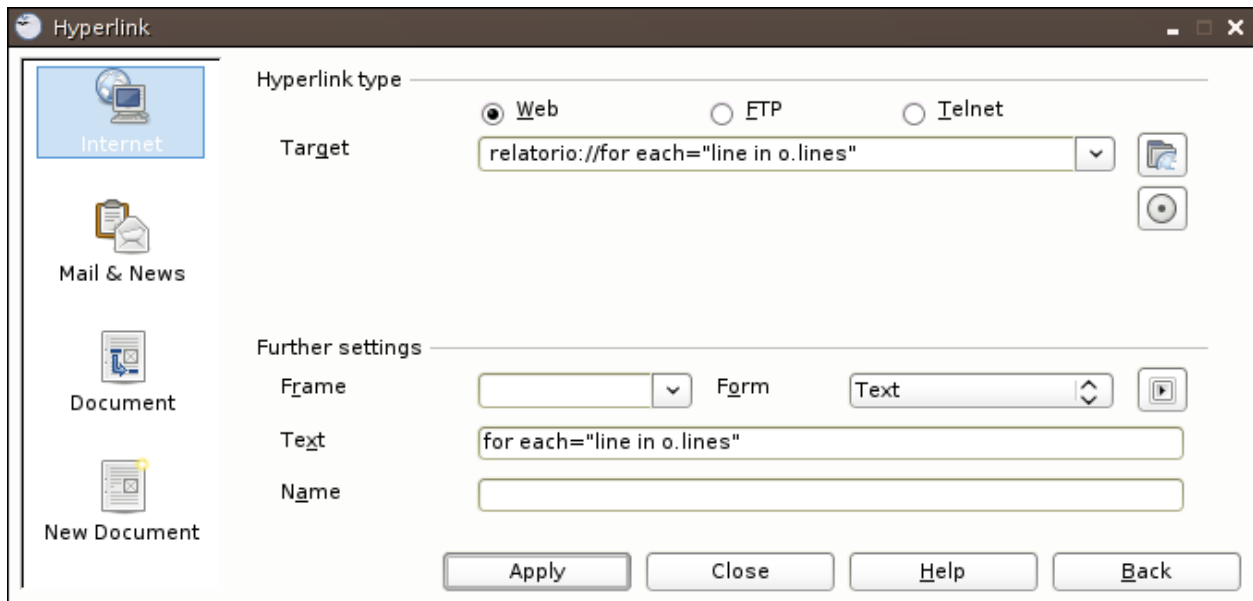 Hyperlink
Internet
Mail & News
Document
New Document
Hyperlink type
Web FTP Telnet
Target relatorio://for each="line in o.lines"
Further settings
Frame Form Text
Text for each="line in o.lines"
Name
Apply Close Help Back